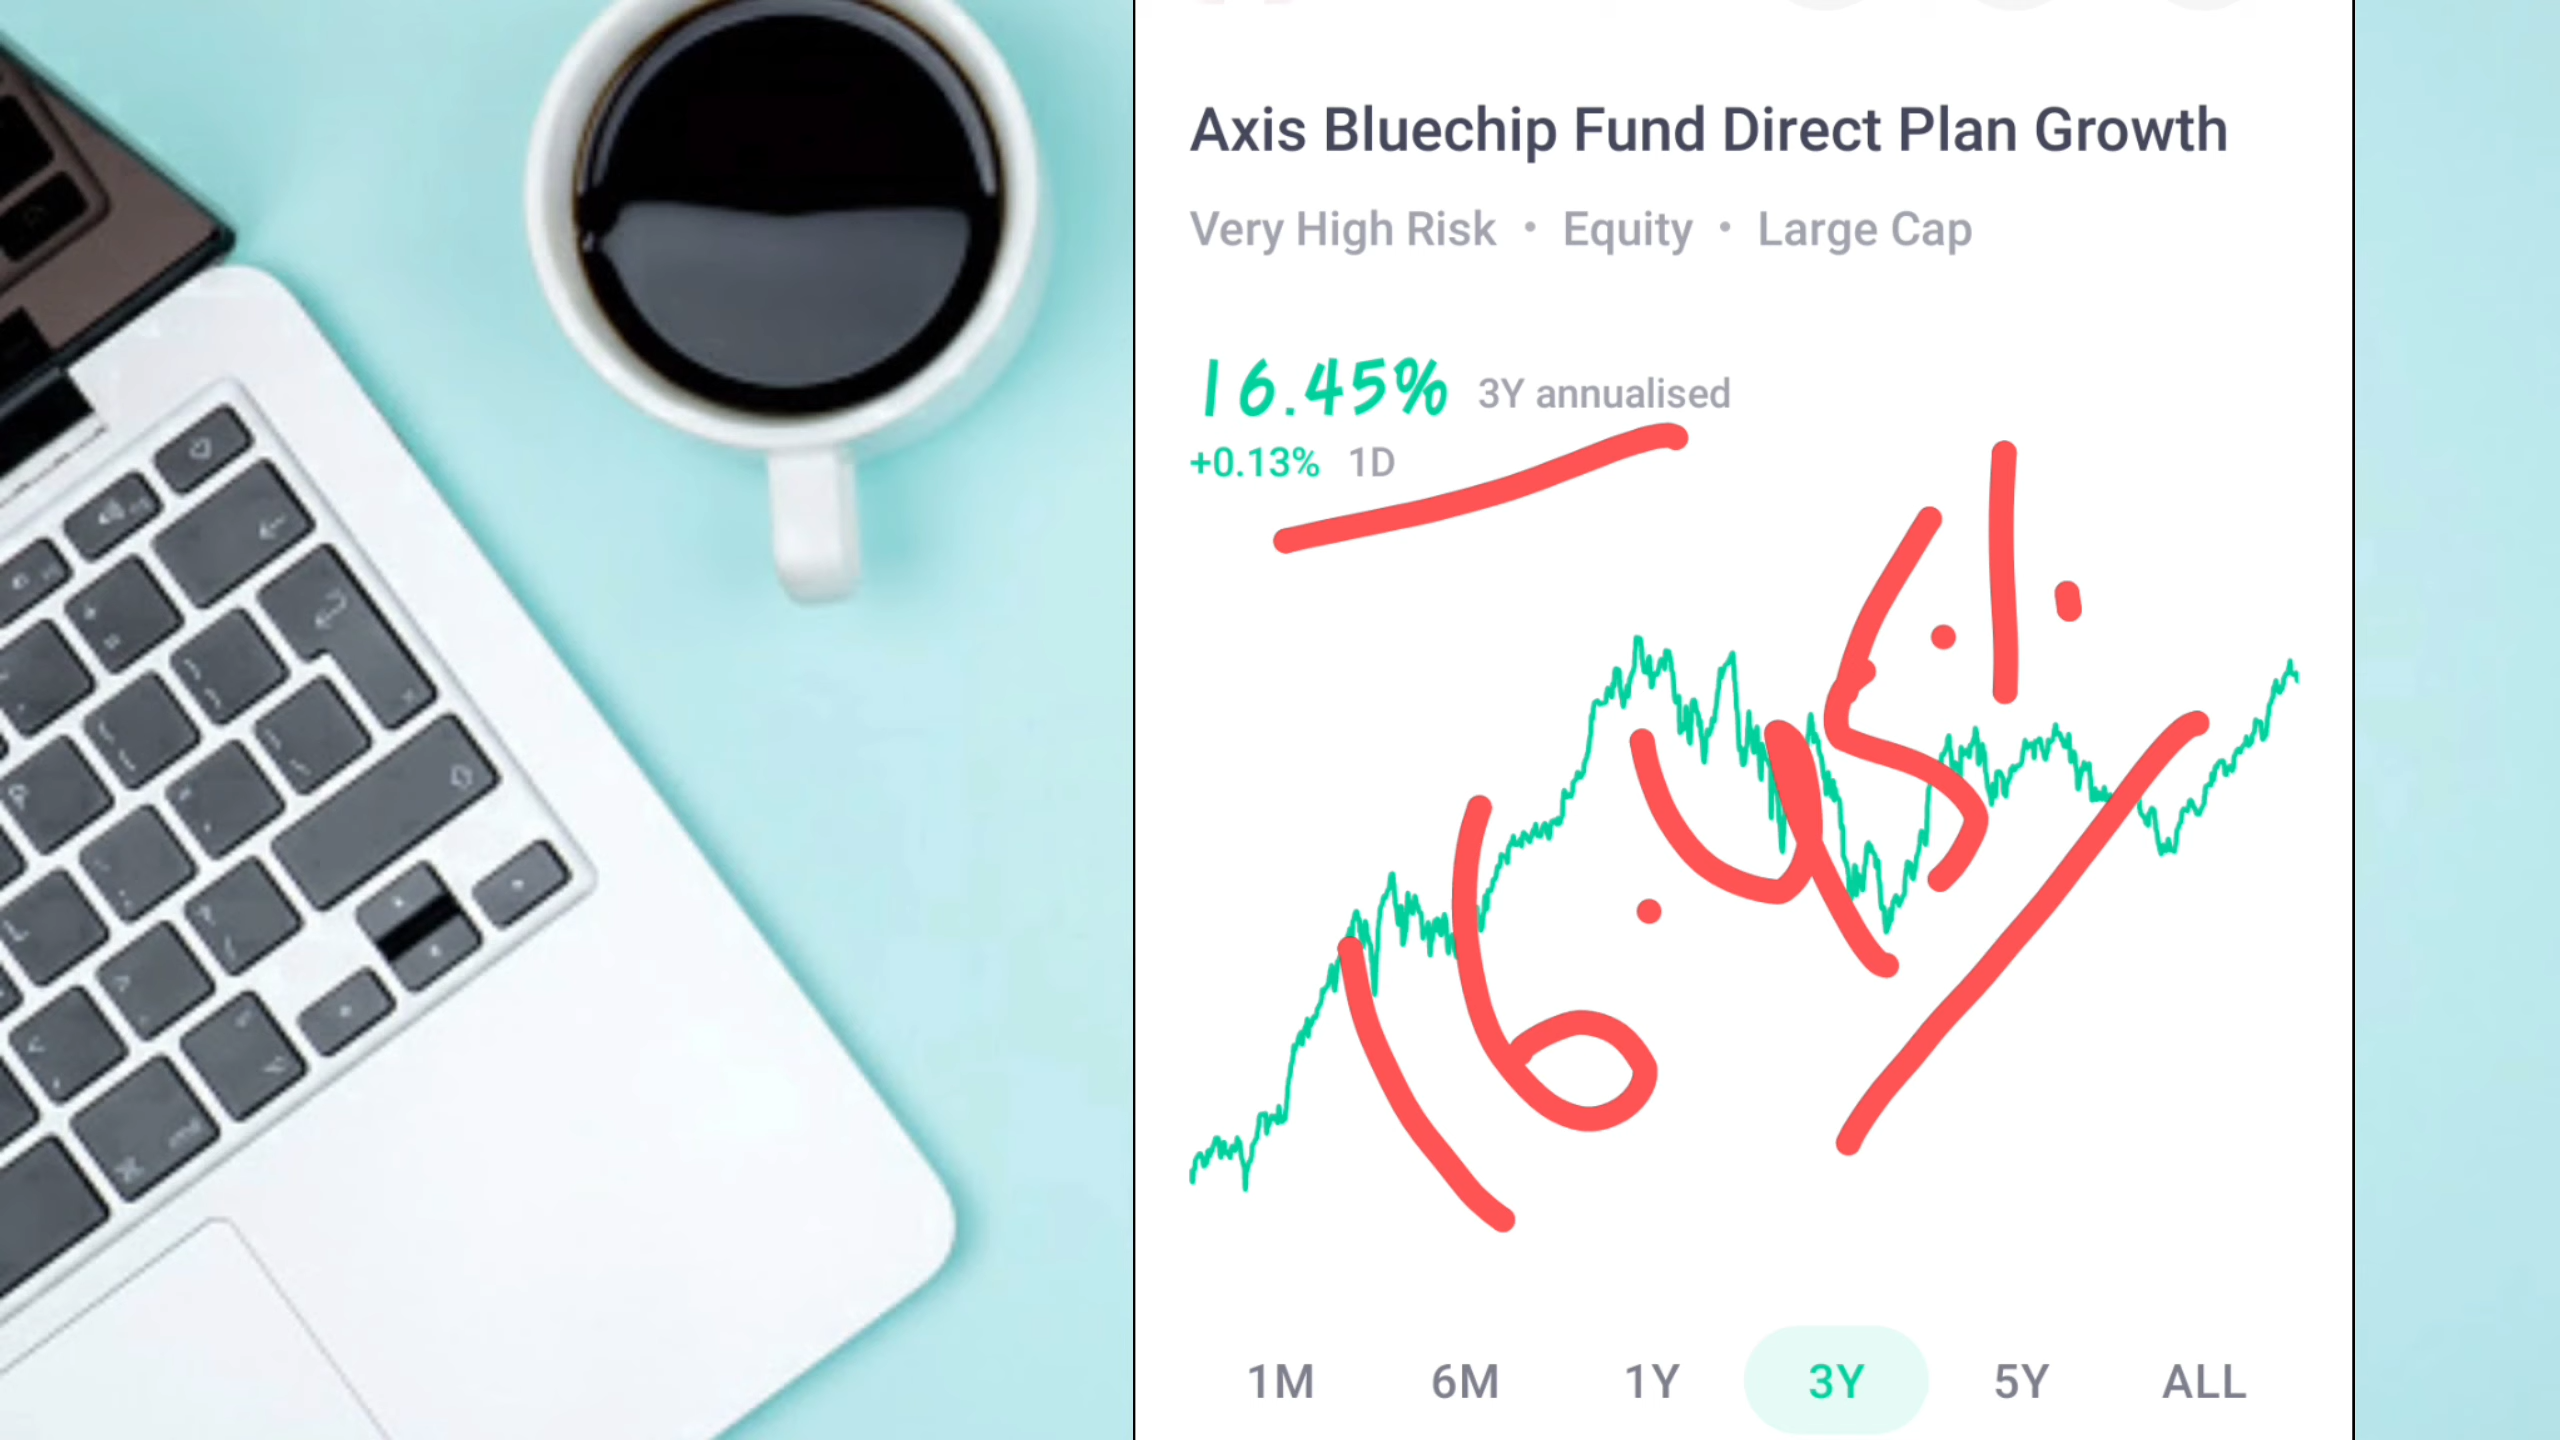 Axis Bluechip Fund Direct Plan Growth
Very High Risk • Equity • Large Cap
16.45% 3Y annualised
+0.13% 1D
16.45%
1M 6M 1Y 3Y 5Y ALL